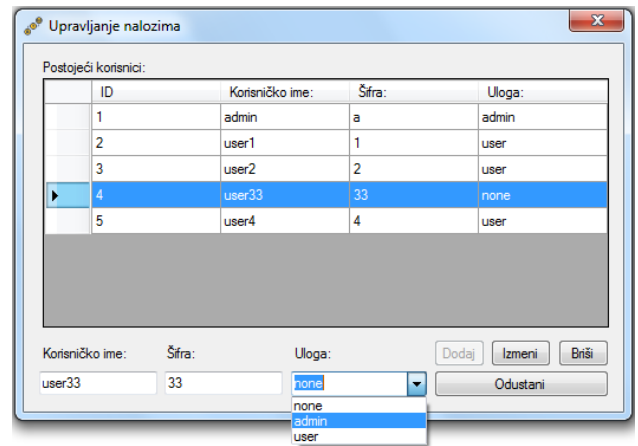 Upravljanje nalozima
Postojeći korisnici:
ID Korisničko ime: Šifra: Uloga:
1 admin a admin
2 user1 1 user
3 user2 2 user
4 user33 33 none
5 user4 4 user
Korisničko ime: Šifra: Uloga: Dodaj Izmeni Briši
user33 33 none Odustani
none
admin
user